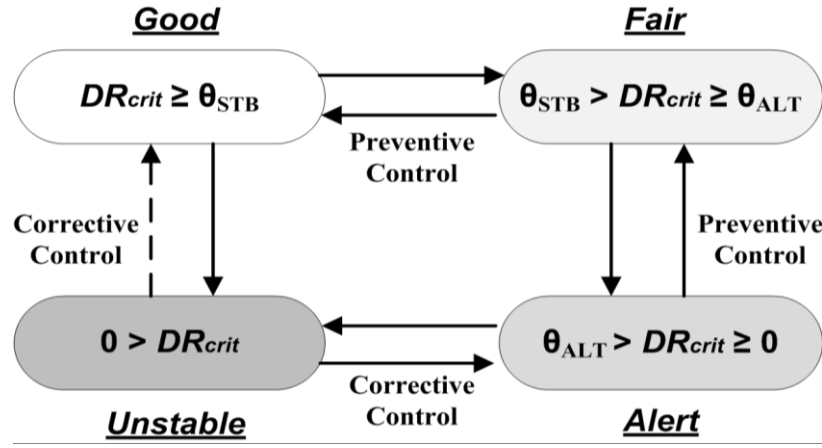 Good
Fair
DRcrit ≥ θSTB
θSTB > DRcrit ≥ θALT
Preventive
Control
Corrective
Control
Preventive
Control
0 > DRcrit
θALT > DRcrit ≥ 0
Corrective
Control
Unstable
Alert